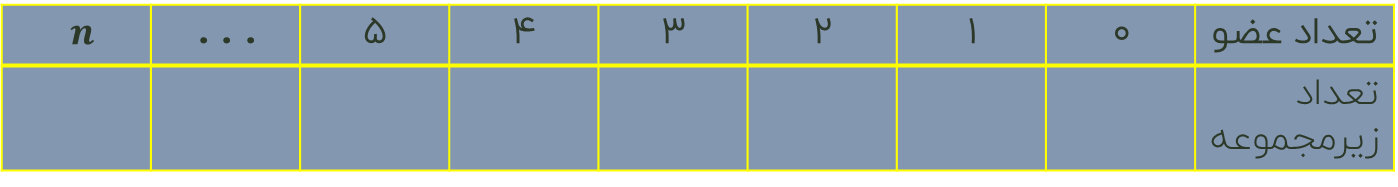 تعداد عضو ۰ ۱ ۲ ۳ ۴ ۵ ... n
تعداد
زیرمجموعه